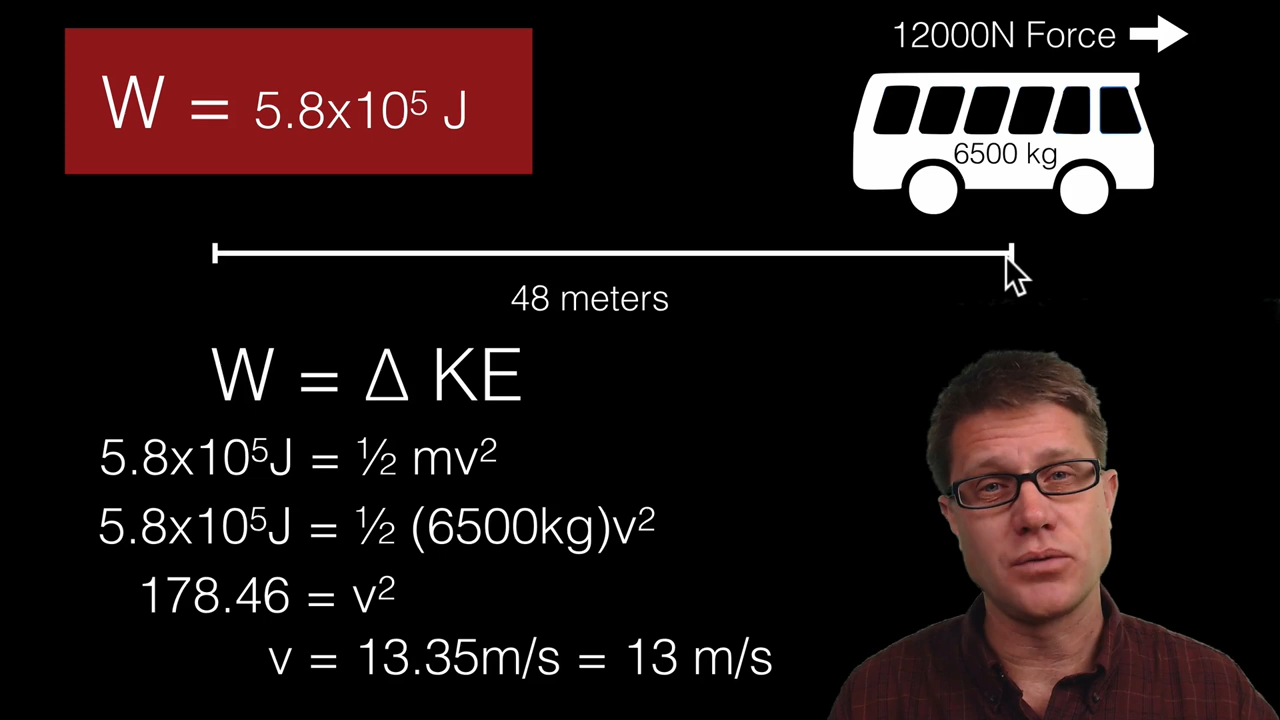 12000N Force
W = 5.8x10⁵ J
6500 kg
48 meters
W = Δ KE
5.8x10⁵J = ½ mv²
5.8x10⁵J = ½ (6500kg)v²
178.46 = v²
v = 13.35m/s = 13 m/s